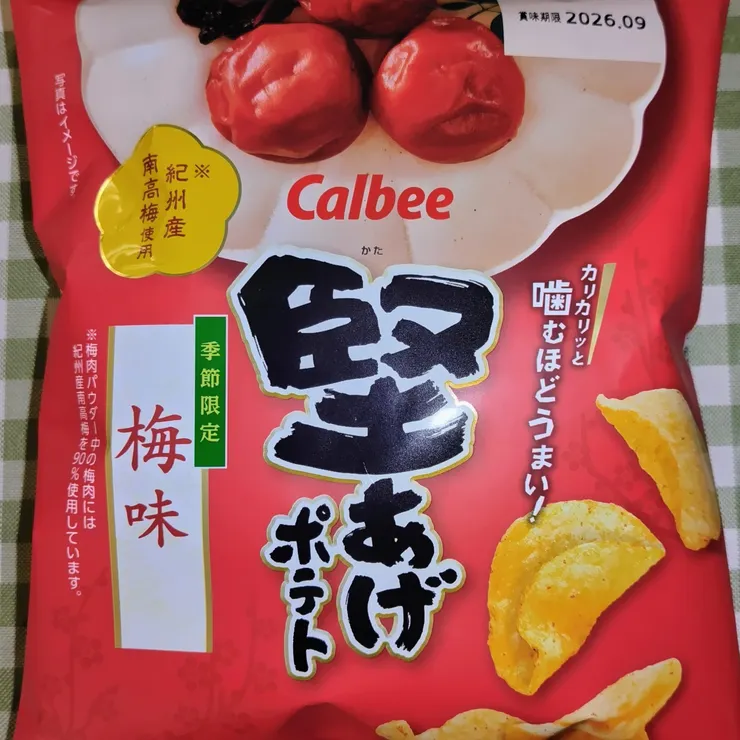 賞味期限 2026.09
写真はイメージです
※
紀州産
南高梅使用
Calbee
かた
堅あげ
ポテト
カリカリッと
噛むほどうまい!
季節限定
梅味
※梅肉パウダー中の梅肉には
紀州産南高梅を90%使用しています。